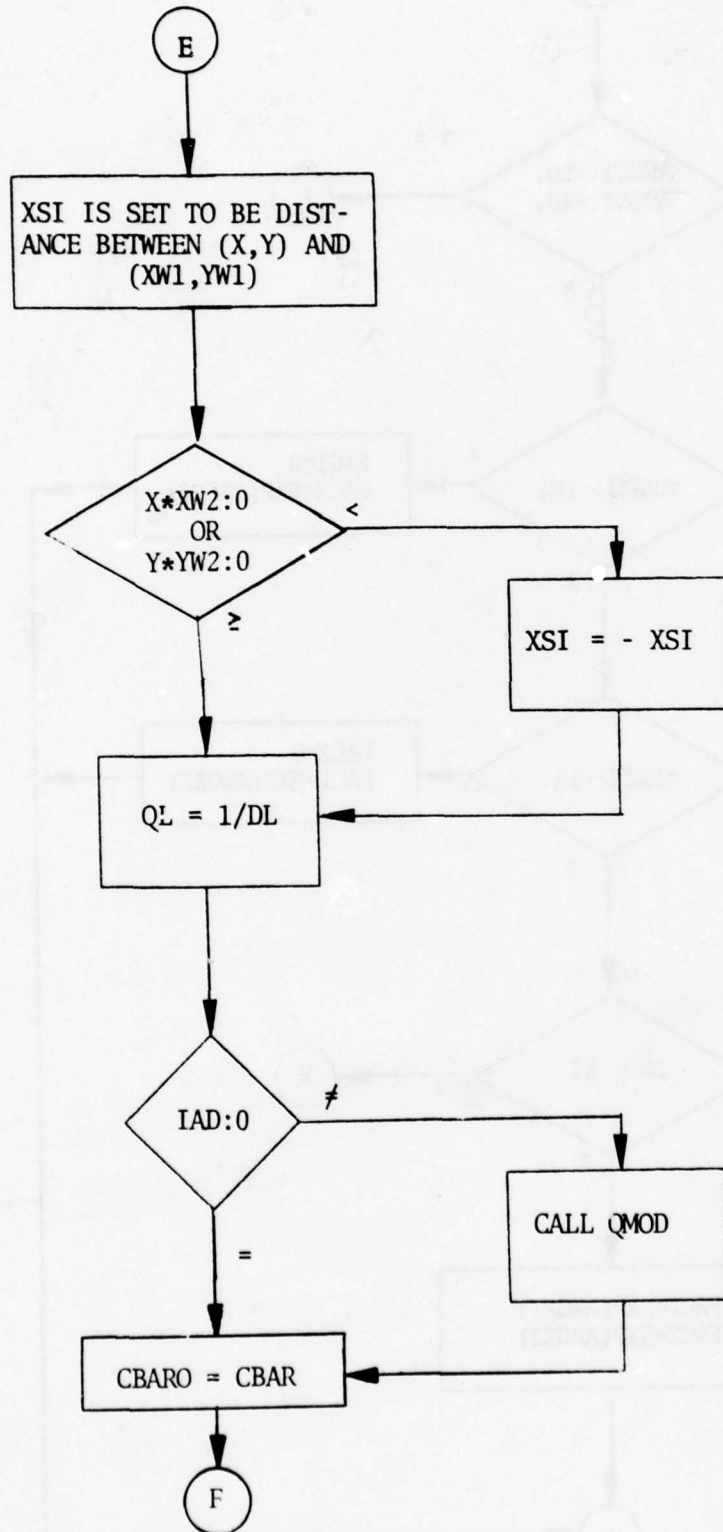 E
XSI IS SET TO BE DIST-
ANCE BETWEEN (X,Y) AND
(XW1,YW1)
X*XW2:0
OR
Y*YW2:0
<
≥
XSI = - XSI
QL = 1/DL
IAD:0
≠
=
CALL QMOD
CBARO = CBAR
F